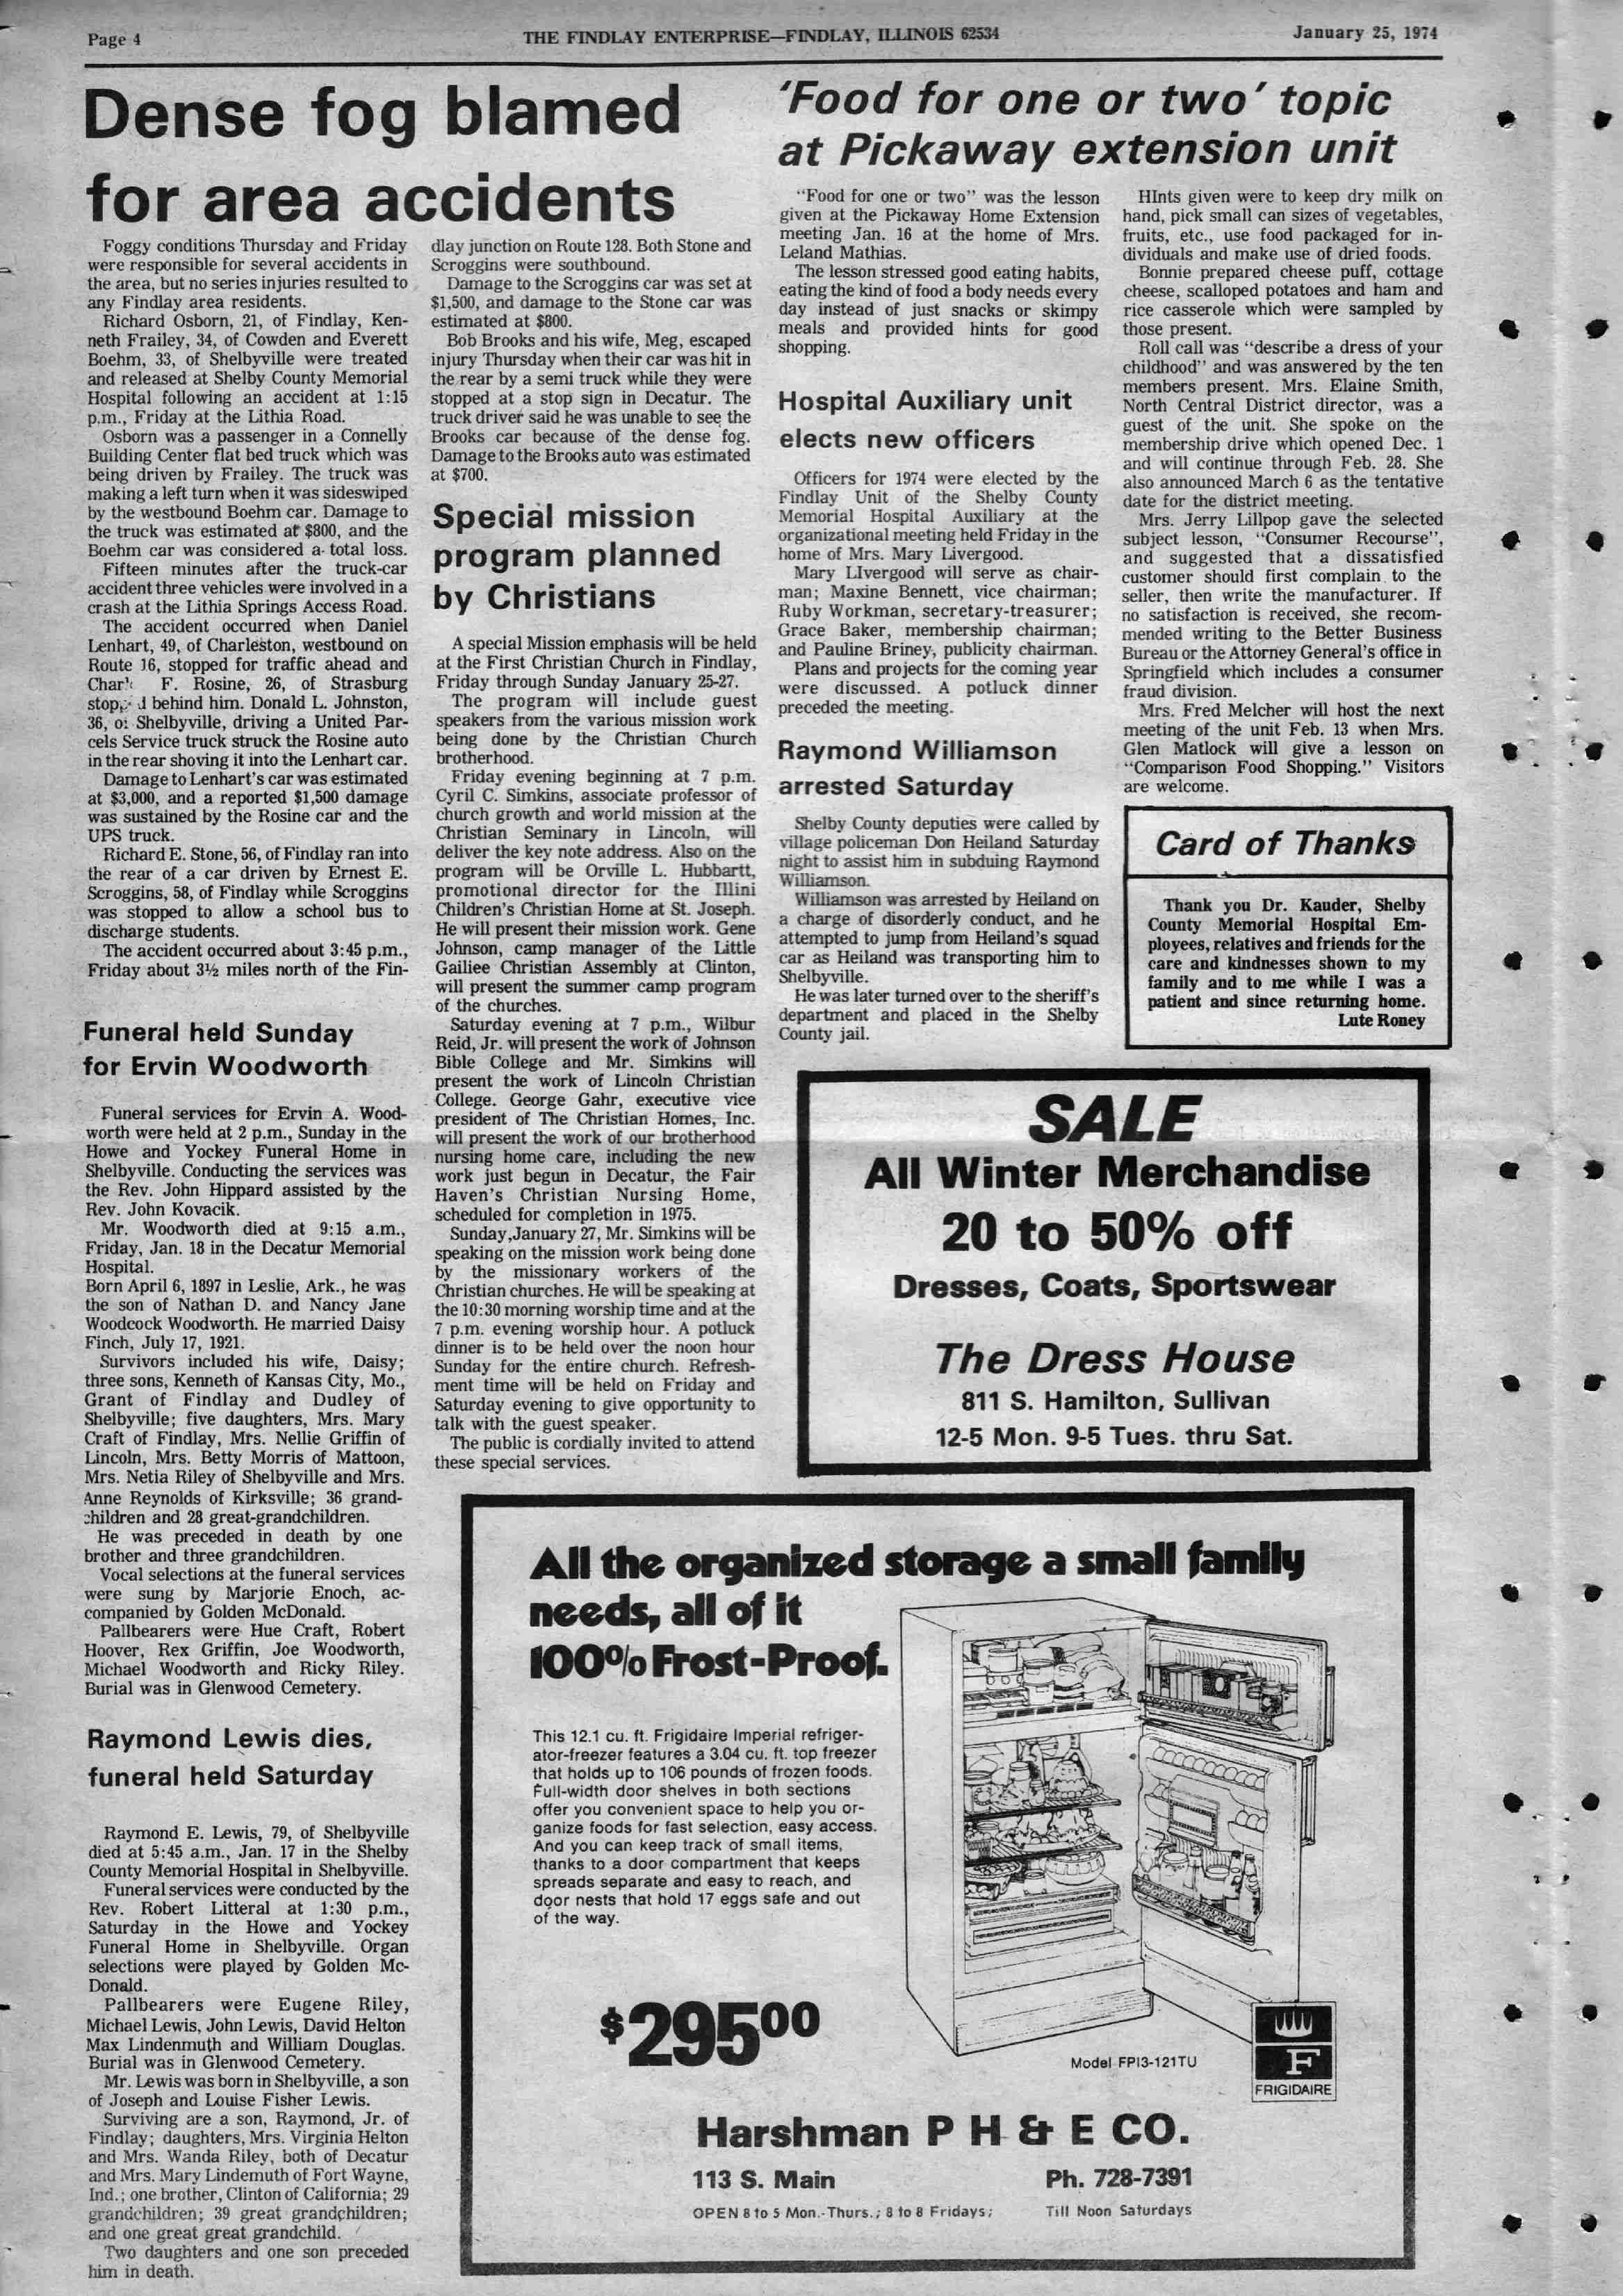 Page 4
THE FINDLAY ENTERPRISE—FINDLAY, ILLINOIS 62534
January 25, 1974
Dense fog blamed
for area accidents
Foggy conditions Thursday and Friday
were responsible for several accidents in
the area, but no series injuries resulted to
any Findlay area residents.
Richard Osborn, 21, of Findlay, Ken-
neth Frailey, 34, of Cowden and Everett
Boehm, 33, of Shelbyville were treated
and released at Shelby County Memorial
Hospital following an accident at 1:15
p.m., Friday at the Lithia Road.
Osborn was a passenger in a Connelly
Building Center flat bed truck which was
being driven by Frailey. The truck was
making a left turn when it was sideswiped
by the westbound Boehm car. Damage to
the truck was estimated at $800, and the
Boehm car was considered a total loss.
Fifteen minutes after the truck-car
accident three vehicles were involved in a
crash at the Lithia Springs Access Road.
The accident occurred when Daniel
Lenhart, 49, of Charleston, westbound on
Route 16, stopped for traffic ahead and
F. Rosine, 26, of Strasburg
behind him. Donald L. Johnston,
36, of Shelbyville, driving a United Par-
cels Service truck struck the Rosine auto
in the rear shoving it into the Lenhart car.
Damage to Lenhart's car was estimated
at $3,000, and a reported $1,500 damage
was sustained by the Rosine car and the
UPS truck.
Richard E. Stone, 56, of Findlay ran into
the rear of a car driven by Ernest E.
Scroggins, 58, of Findlay while Scroggins
was stopped to allow a school bus to
discharge students.
The accident occurred about 3:45 p.m.,
Friday about 3½ miles north of the Fin-
dlay junction on Route 128. Both Stone and
Scroggins were southbound.
Damage to the Scroggins car was set at
$1,500, and damage to the Stone car was
estimated at $800.
Bob Brooks and his wife, Meg, escaped
injury Thursday when their car was hit in
the rear by a semi truck while they were
stopped at a stop sign in Decatur. The
truck driver said he was unable to see the
Brooks car because of the dense fog.
Damage to the Brooks auto was estimated
at $700.
Funeral held Sunday
for Ervin Woodworth
Funeral services for Ervin A. Wood-
worth were held at 2 p.m., Sunday in the
Howe and Yockey Funeral Home in
Shelbyville. Conducting the services was
the Rev. John Hippard assisted by the
Rev. John Kovacik.
Mr. Woodworth died at 9:15 a.m.,
Friday, Jan. 18 in the Decatur Memorial
Hospital.
Born April 6, 1897 in Leslie, Ark., he was
the son of Nathan D. and Nancy Jane
Woodcock Woodworth. He married Daisy
Finch, July 17, 1921.
Survivors included his wife, Daisy;
three sons, Kenneth of Kansas City, Mo.,
Grant of Findlay and Dudley of
Shelbyville; five daughters, Mrs. Mary
Craft of Findlay, Mrs. Nellie Griffin of
Lincoln, Mrs. Betty Morris of Mattoon,
Mrs. Netia Riley of Shelbyville and Mrs.
Anne Reynolds of Kirksville; 36 grand-
children and 28 great-grandchildren.
He was preceded in death by one
brother and three grandchildren.
Vocal selections at the funeral services
were sung by Marjorie Enoch, ac-
companied by Golden McDonald.
Pallbearers were Hue Craft, Robert
Hoover, Rex Griffin, Joe Woodworth,
Michael Woodworth and Ricky Riley.
Burial was in Glenwood Cemetery.
Raymond Lewis dies,
funeral held Saturday
Raymond E. Lewis, 79, of Shelbyville
died at 5:45 a.m., Jan. 17 in the Shelby
County Memorial Hospital in Shelbyville.
Funeral services were conducted by the
Rev. Robert Litteral at 1:30 p.m.,
Saturday in the Howe and Yockey
Funeral Home in Shelbyville. Organ
selections were played by Golden Mc-
Donald.
Pallbearers were Eugene Riley,
Michael Lewis, John Lewis, David Helton
Max Lindenmuth and William Douglas.
Burial was in Glenwood Cemetery.
Mr. Lewis was born in Shelbyville, a son
of Joseph and Louise Fisher Lewis.
Surviving are a son, Raymond, Jr. of
Findlay; daughters, Mrs. Virginia Helton
and Mrs. Wanda Riley, both of Decatur
and Mrs. Mary Lindemuth of Fort Wayne,
Ind.; one brother, Clinton of California; 29
grandchildren; 39 great grandchildren;
and one great great grandchild.
Two daughters and one son preceded
him in death.
Special mission
program planned
by Christians
A special Mission emphasis will be held
at the First Christian Church in Findlay,
Friday through Sunday January 25-27.
The program will include guest
speakers from the various mission work
being done by the Christian Church
brotherhood.
Friday evening beginning at 7 p.m.
Cyril C. Simkins, associate professor of
church growth and world mission at the
Christian Seminary in Lincoln, will
deliver the key note address. Also on the
program will be Orville L. Hubbartt,
promotional director for the Illini
Children's Christian Home at St. Joseph.
He will present their mission work. Gene
Johnson, camp manager of the Little
Gailiee Christian Assembly at Clinton,
will present the summer camp program
of the churches.
Saturday evening at 7 p.m., Wilbur
Reid, Jr. will present the work of Johnson
Bible College and Mr. Simkins will
present the work of Lincoln Christian
College. George Gahr, executive vice
president of The Christian Homes, Inc.
will present the work of our brotherhood
nursing home care, including the new
work just begun in Decatur, the Fair
Haven's Christian Nursing Home,
scheduled for completion in 1975.
Sunday,January 27, Mr. Simkins will be
speaking on the mission work being done
by the missionary workers of the
Christian churches. He will be speaking at
the 10:30 morning worship time and at the
7 p.m. evening worship hour. A potluck
dinner is to be held over the noon hour
Sunday for the entire church. Refresh-
ment time will be held on Friday and
Saturday evening to give opportunity to
talk with the guest speaker.
The public is cordially invited to attend
these special services.
'Food for one or two' topic
at Pickaway extension unit
"Food for one or two" was the lesson
given at the Pickaway Home Extension
meeting Jan. 16 at the home of Mrs.
Leland Mathias.
The lesson stressed good eating habits,
eating the kind of food a body needs every
day instead of just snacks or skimpy
meals and provided hints for good
shopping.
HInts given were to keep dry milk on
hand, pick small can sizes of vegetables,
fruits, etc., use food packaged for in-
dividuals and make use of dried foods.
Bonnie prepared cheese puff, cottage
cheese, scalloped potatoes and ham and
rice casserole which were sampled by
those present.
Roll call was "describe a dress of your
childhood" and was answered by the ten
members present. Mrs. Elaine Smith,
North Central District director, was a
guest of the unit. She spoke on the
membership drive which opened Dec. 1
and will continue through Feb. 28. She
also announced March 6 as the tentative
date for the district meeting.
Mrs. Jerry Lillpop gave the selected
subject lesson, "Consumer Recourse",
and suggested that a dissatisfied
customer should first complain to the
seller, then write the manufacturer. If
no satisfaction is received, she recom-
mended writing to the Better Business
Bureau or the Attorney General's office in
Springfield which includes a consumer
fraud division.
Mrs. Fred Melcher will host the next
meeting of the unit Feb. 13 when Mrs.
Glen Matlock will give a lesson on
"Comparison Food Shopping." Visitors
are welcome.
Hospital Auxiliary unit
elects new officers
Officers for 1974 were elected by the
Findlay Unit of the Shelby County
Memorial Hospital Auxiliary at the
organizational meeting held Friday in the
home of Mrs. Mary Livergood.
Mary LIvergood will serve as chair-
man; Maxine Bennett, vice chairman;
Ruby Workman, secretary-treasurer;
Grace Baker, membership chairman;
and Pauline Briney, publicity chairman.
Plans and projects for the coming year
were discussed. A potluck dinner
preceded the meeting.
Raymond Williamson
arrested Saturday
Shelby County deputies were called by
village policeman Don Heiland Saturday
night to assist him in subduing Raymond
Williamson.
Williamson was arrested by Heiland on
a charge of disorderly conduct, and he
attempted to jump from Heiland's squad
car as Heiland was transporting him to
Shelbyville.
He was later turned over to the sheriff's
department and placed in the Shelby
County jail.
Card of Thanks
Thank you Dr. Kauder, Shelby
County Memorial Hospital Em-
ployees, relatives and friends for the
care and kindnesses shown to my
family and to me while I was a
patient and since returning home.
Lute Roney
SALE
All Winter Merchandise
20 to 50% off
Dresses, Coats, Sportswear
The Dress House
811 S. Hamilton, Sullivan
12-5 Mon. 9-5 Tues. thru Sat.
All the organized storage a small family
needs, all of it
100% Frost-Proof.
This 12.1 cu. ft. Frigidaire Imperial refriger-
ator-freezer features a 3.04 cu. ft. top freezer
that holds up to 106 pounds of frozen foods.
Full-width door shelves in both sections
offer you convenient space to help you or-
ganize foods for fast selection, easy access.
And you can keep track of small items,
thanks to a door compartment that keeps
spreads separate and easy to reach, and
door nests that hold 17 eggs safe and out
of the way.
$29500
Model FPI3-121TU
F
FRIGIDAIRE
Harshman P H & E CO.
113 S. Main
Ph. 728-7391
OPEN 8 to 5 Mon.-Thurs.; 8 to 8 Fridays;
Till Noon Saturdays